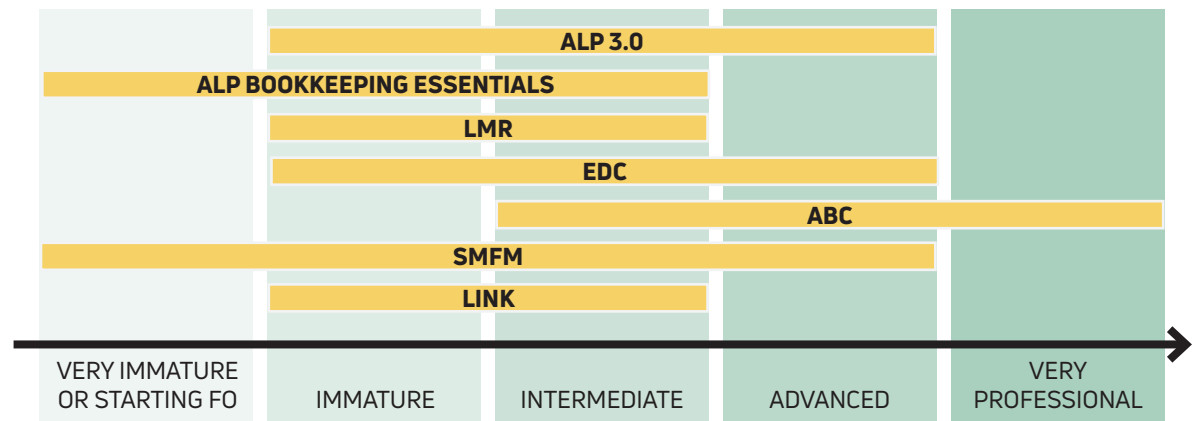 ALP 3.0
ALP BOOKKEEPING ESSENTIALS
LMR
EDC
ABC
SMFM
LINK
VERY IMMATURE
OR STARTING FO
IMMATURE
INTERMEDIATE
ADVANCED
VERY
PROFESSIONAL